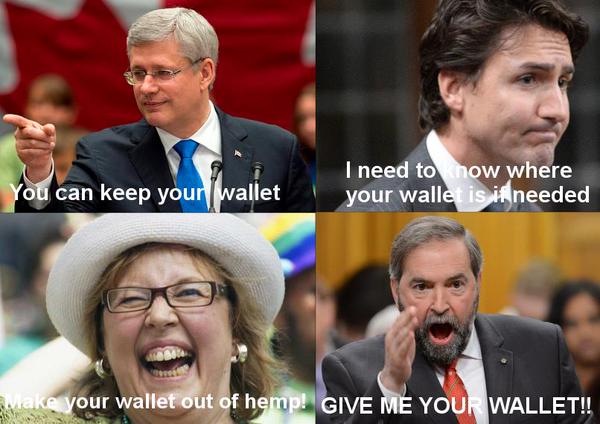 You can keep your wallet
I need to know where
your wallet is if needed
Make your wallet out of hemp!
GIVE ME YOUR WALLET!!